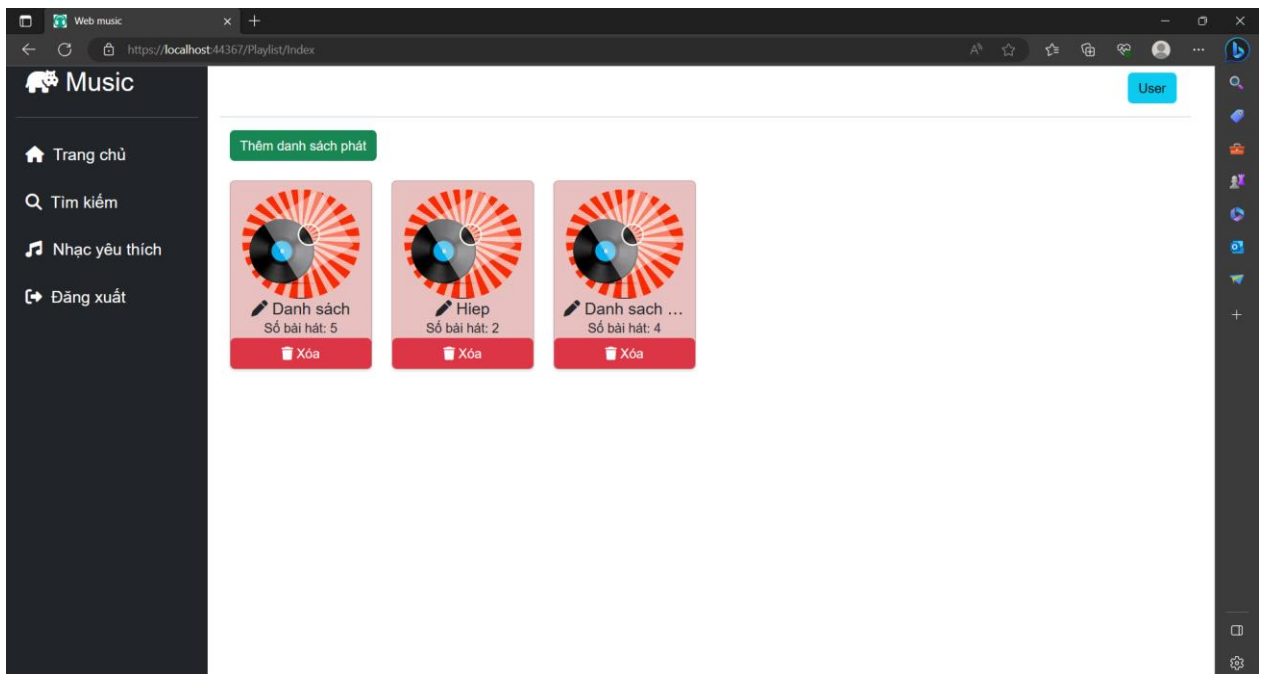 Web music
https://localhost:44367/Playlist/Index
Music
User
Trang chủ
Tìm kiếm
Nhạc yêu thích
Đăng xuất
Thêm danh sách phát
Danh sách
Số bài hát: 5
Xóa
Hiep
Số bài hát: 2
Xóa
Danh sach ...
Số bài hát: 4
Xóa